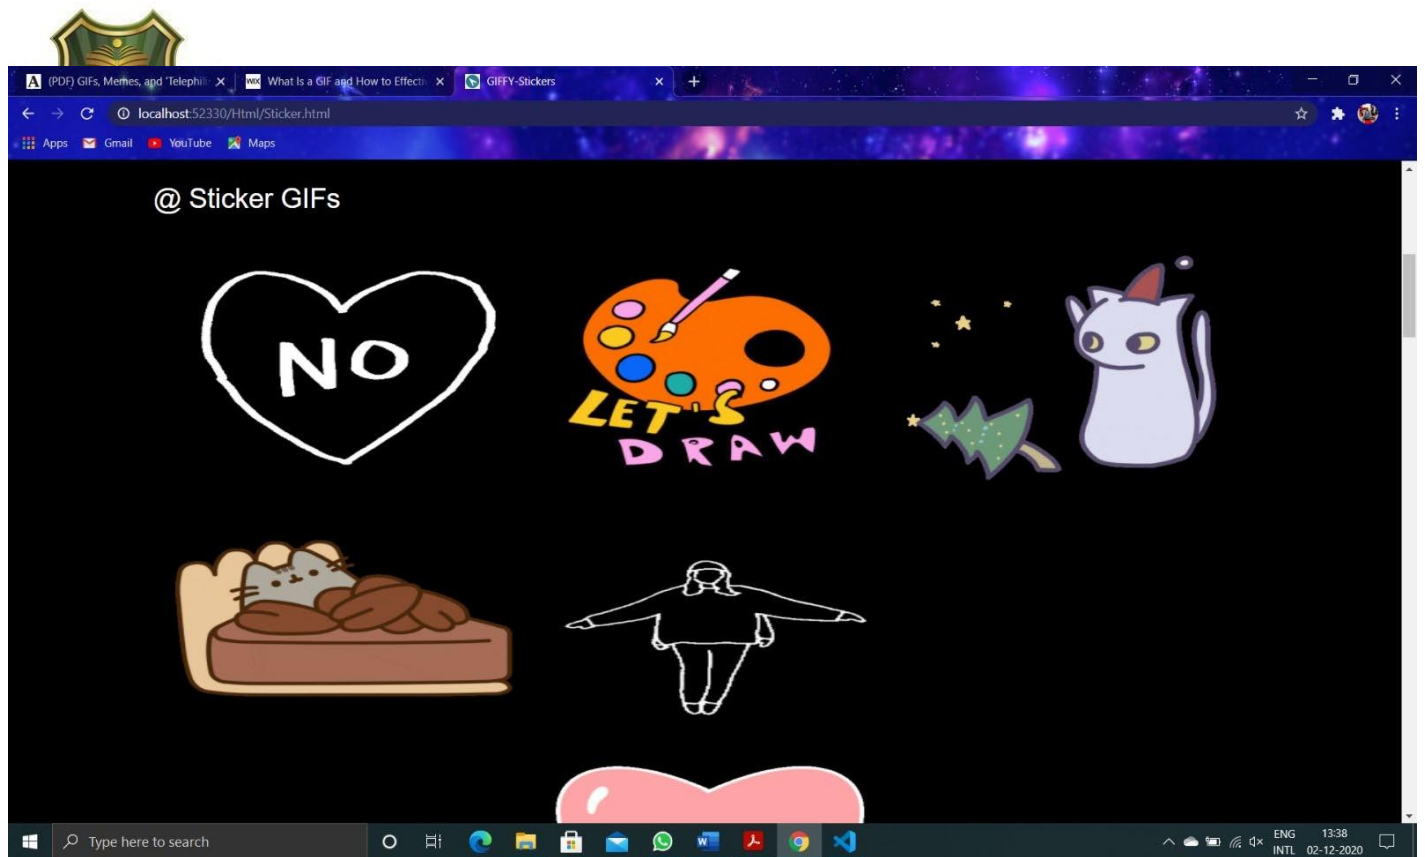 (PDF) GIFs, Memes, and 'Telephili
WIX What Is a GIF and How to Effecti
GIFFY-Stickers
localhost:52330/Html/Sticker.html
Apps Gmail YouTube Maps
@ Sticker GIFs
NO
LET'S
DRAW
Type here to search
ENG 13:38
INTL 02-12-2020